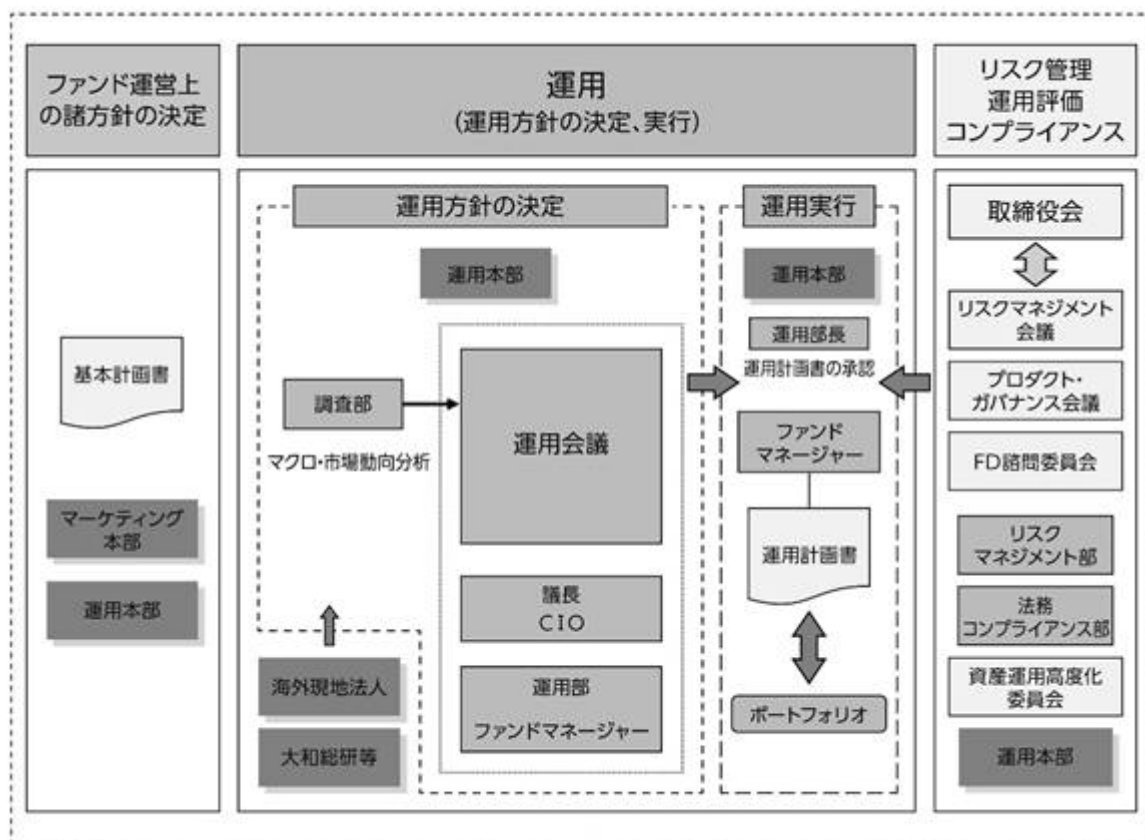 ファンド運営上
の諸方針の決定
基本計画書
マーケティング
本部
運用本部
運用
(運用方針の決定、実行)
運用方針の決定
運用本部
調査部
マクロ・市場動向分析
運用会議
議長
CIO
運用部
ファンドマネージャー
海外現地法人
大和総研等
運用実行
運用本部
運用部長
運用計画書の承認
ファンド
マネージャー
運用計画書
ポートフォリオ
リスク管理
運用評価
コンプライアンス
取締役会
リスクマネジメント
会議
プロダクト・
ガバナンス会議
FD諮問委員会
リスク
マネジメント部
法務
コンプライアンス部
資産運用高度化
委員会
運用本部